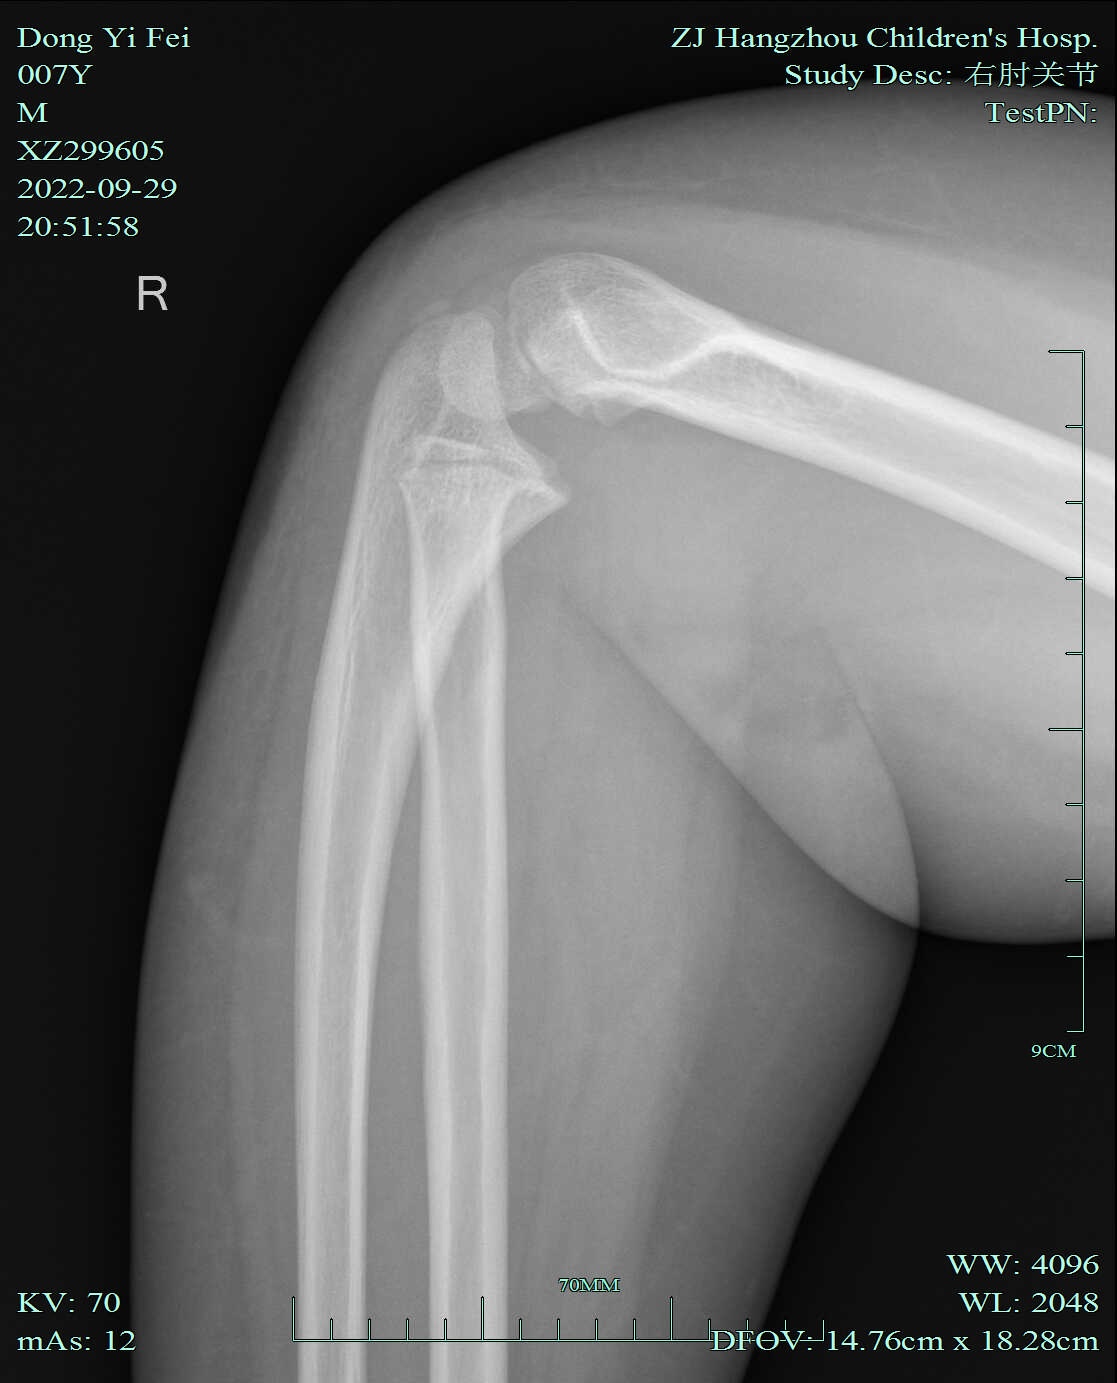 Dong Yi Fei
007Y
M
XZ299605
2022-09-29
20:51:58
ZJ Hangzhou Children's Hosp.
Study Desc: 右肘关节
TestPN:
R
9CM
70MM
KV: 70
mAs: 12
WW: 4096
WL: 2048
DFOV: 14.76cm x 18.28cm